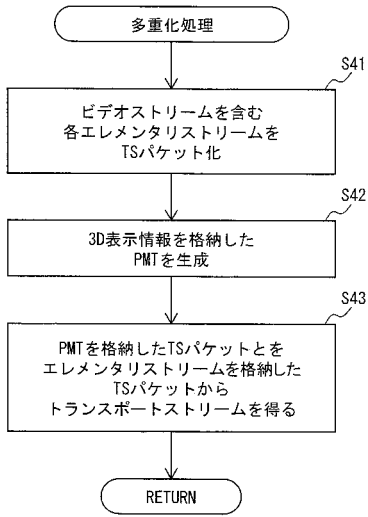 多重化処理
S41
ビデオストリームを含む
各エレメンタリストリームを
TSパケット化
S42
3D表示情報を格納した
PMTを生成
S43
PMTを格納したTSパケットとを
エレメンタリストリームを格納した
TSパケットから
トランスポートストリームを得る
RETURN